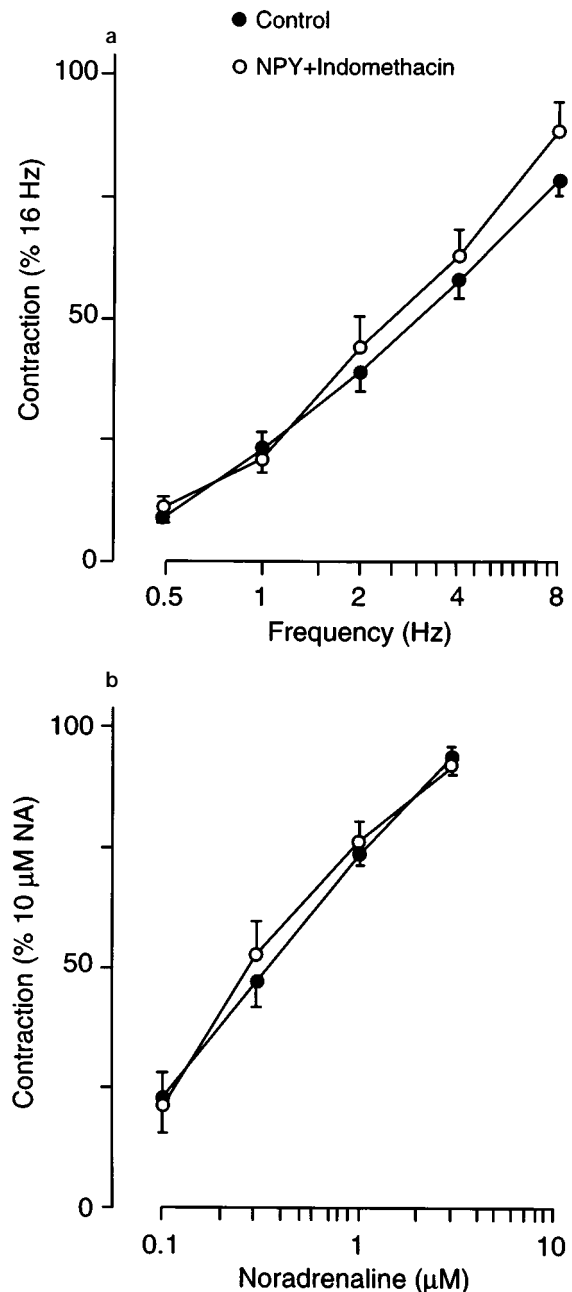 ● Control
a
○ NPY+Indomethacin
100
50
0
Contraction (% 16 Hz)
0.5 1 2 4 8
Frequency (Hz)
b
100
50
0
Contraction (% 10 μM NA)
0.1 1 10
Noradrenaline (μM)